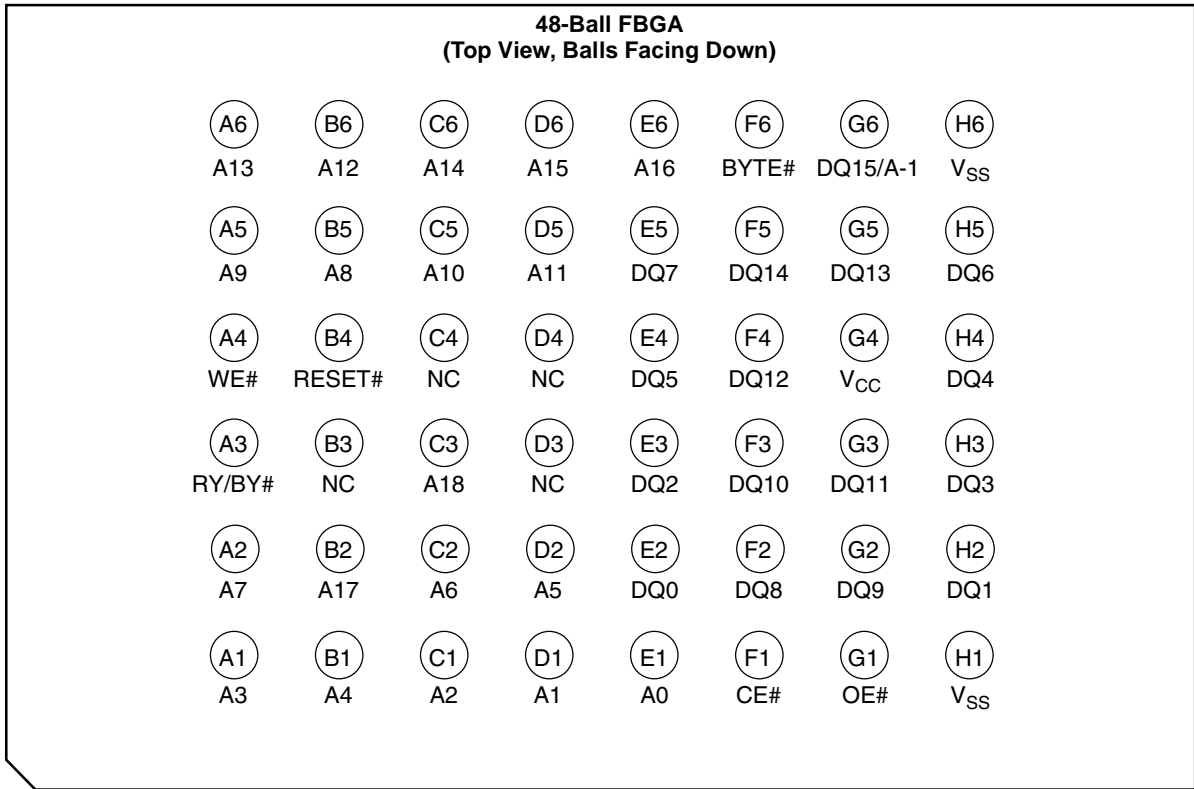 48-Ball FBGA
(Top View, Balls Facing Down)
A6 B6 C6 D6 E6 F6 G6 H6
A13 A12 A14 A15 A16 BYTE# DQ15/A-1 VSS
A5 B5 C5 D5 E5 F5 G5 H5
A9 A8 A10 A11 DQ7 DQ14 DQ13 DQ6
A4 B4 C4 D4 E4 F4 G4 H4
WE# RESET# NC NC DQ5 DQ12 VCC DQ4
A3 B3 C3 D3 E3 F3 G3 H3
RY/BY# NC A18 NC DQ2 DQ10 DQ11 DQ3
A2 B2 C2 D2 E2 F2 G2 H2
A7 A17 A6 A5 DQ0 DQ8 DQ9 DQ1
A1 B1 C1 D1 E1 F1 G1 H1
A3 A4 A2 A1 A0 CE# OE# VSS